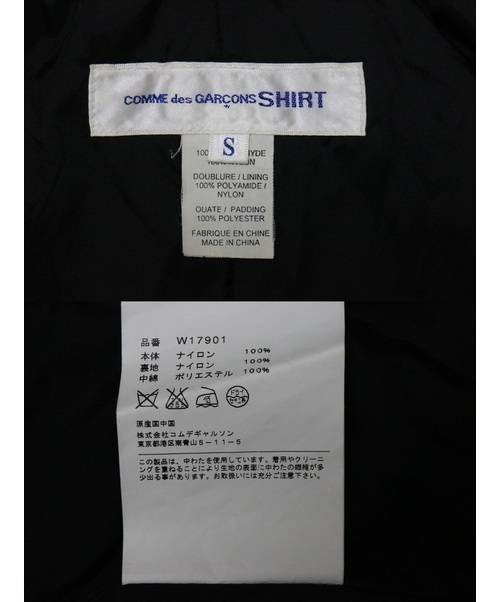 COMME des GARÇONS SHIRT
S
DOUBLURE / LINING
100% POLYAMIDE /
NYLON
OUATE / PADDING
100% POLYESTER
FABRIQUE EN CHINE
MADE IN CHINA
品番 W17901
本体 ナイロン 100%
裏地 ナイロン 100%
中綿 ポリエステル 100%
ドライ
原産国中国
株式会社コムデギャルソン
東京都港区南青山5-11-5
この製品は、中わたを使用しています。着用やクリーニ
ングを重ねることにより生地の表面に中わたの繊維が多
少出る事が有ります。お取扱いには充分ご注意下さい。